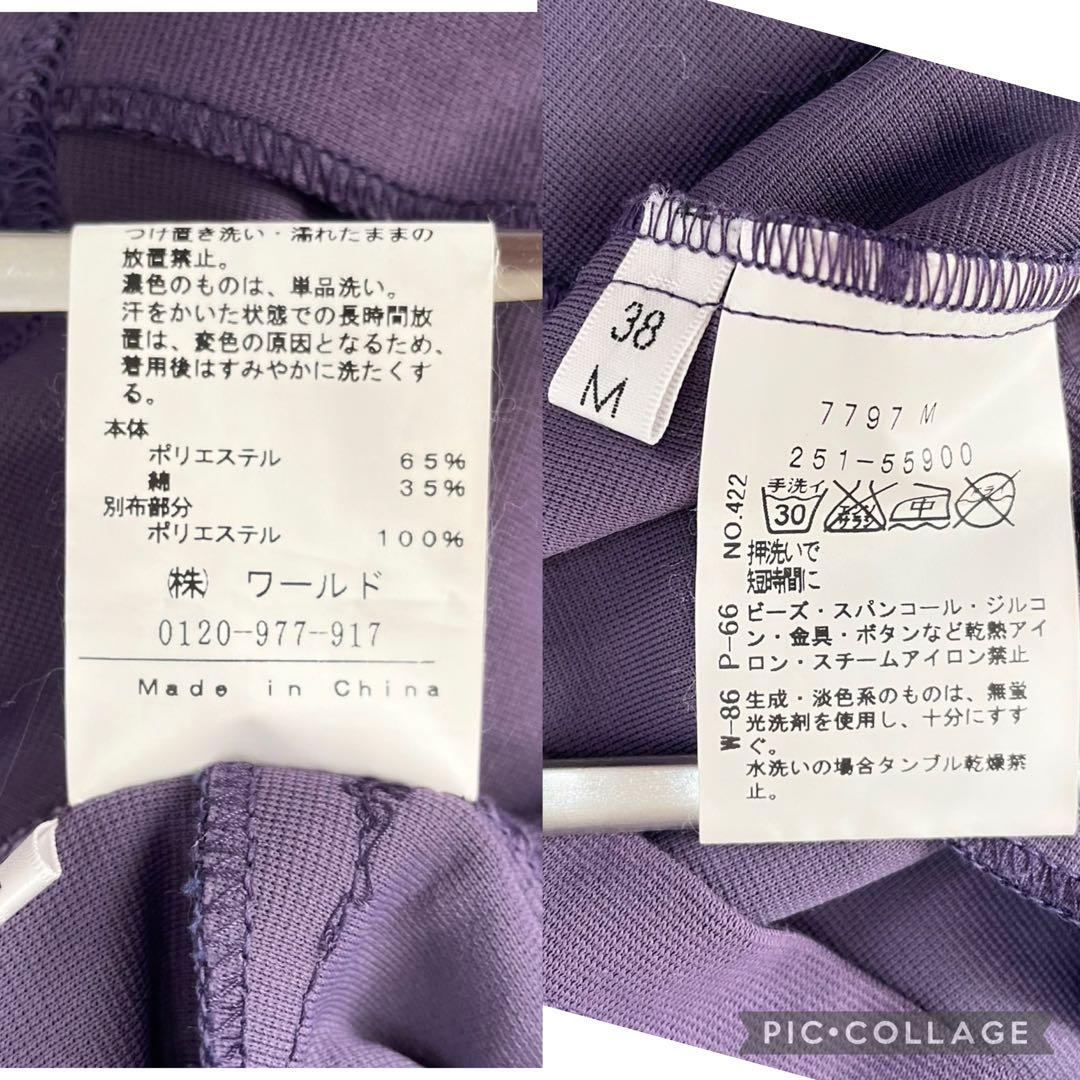 つけ置き洗い・濡れたままの
放置禁止。
濃色のものは、単品洗い。
汗をかいた状態での長時間放
置は、変色の原因となるため、
着用後はすみやかに洗たくす
る。
本体
ポリエステル 65%
綿 35%
別布部分
ポリエステル 100%
㈱ ワールド
0120-977-917
Made in China
38
M
7797 M
251-55900
手洗イ
30
エンソ
サラシ
中
ドライ
押洗いで
短時間に
ビーズ・スパンコール・ジルコ
ン・金具・ボタンなど乾熱アイ
ロン・スチームアイロン禁止
生成・淡色系のものは、無蛍
光洗剤を使用し、十分にすす
ぐ。
水洗いの場合タンブル乾燥禁
止。
NO.422
P-66
W-86
PIC•COLLAGE